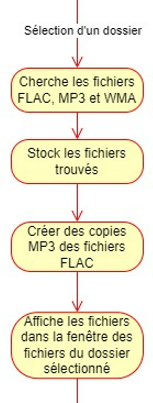 Sélection d'un dossier
Cherche les fichiers
FLAC, MP3 et WMA
Stock les fichiers
trouvés
Créer des copies
MP3 des fichiers
FLAC
Affiche les fichiers
dans la fenêtre des
fichiers du dossier
sélectionné